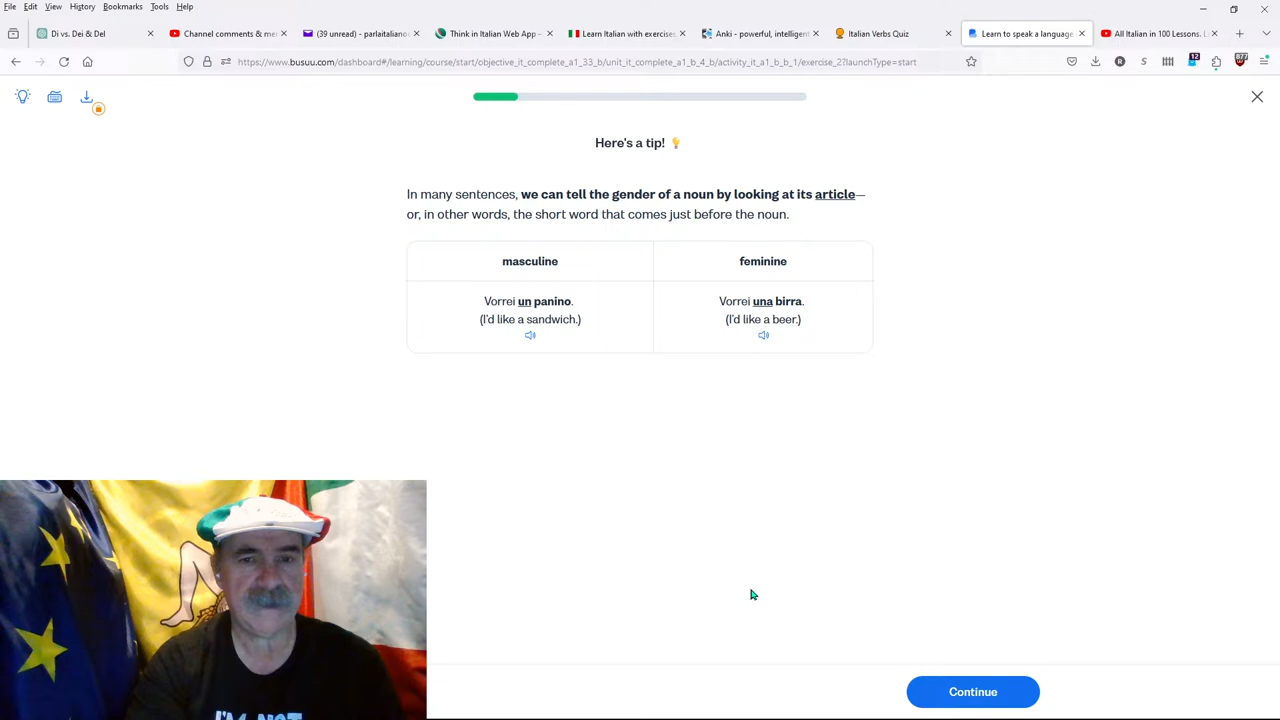 File Edit View History Bookmarks Tools Help
Di vs. Dei & Del
Channel comments & me
(39 unread) - parlaitaliano
Think in Italian Web App -
Learn Italian with exercises.
Anki - powerful, intelligent
Italian Verbs Quiz
Learn to speak a language
All Italian in 100 Lessons.
https://www.busuu.com/dashboard#/learning/course/start/objective_it_complete_a1_33_b/unit_it_complete_a1_b_4_b/activity_it_a1_b_b_1/exercise_2?launchType=start
R
S
12
Here's a tip!
In many sentences, we can tell the gender of a noun by looking at its article—
or, in other words, the short word that comes just before the noun.
masculine
feminine
Vorrei un panino.
(I'd like a sandwich.)
Vorrei una birra.
(I'd like a beer.)
I'M NOT
Continue